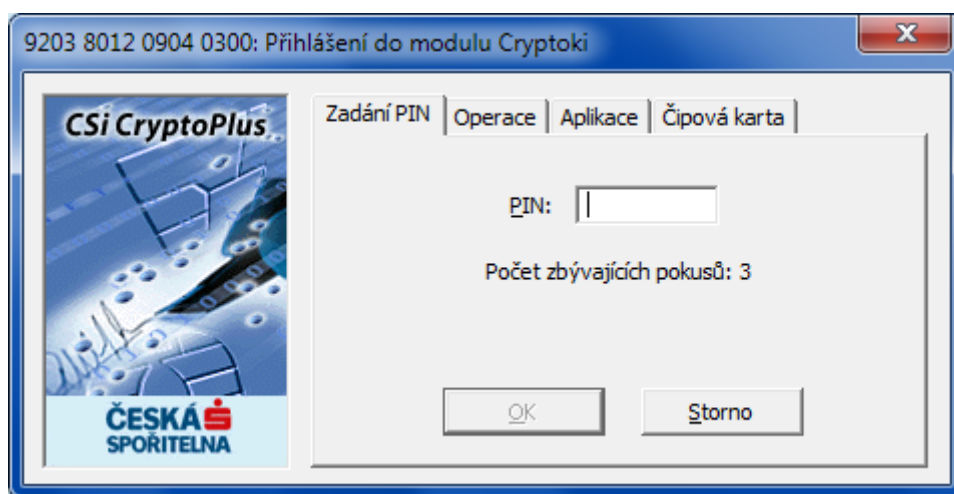 9203 8012 0904 0300: Přihlášení do modulu Cryptoki
CSi CryptoPlus
Zadání PIN Operace Aplikace Čipová karta
PIN:
Počet zbývajících pokusů: 3
OK Storno
ČESKÁ
SPOŘITELNA